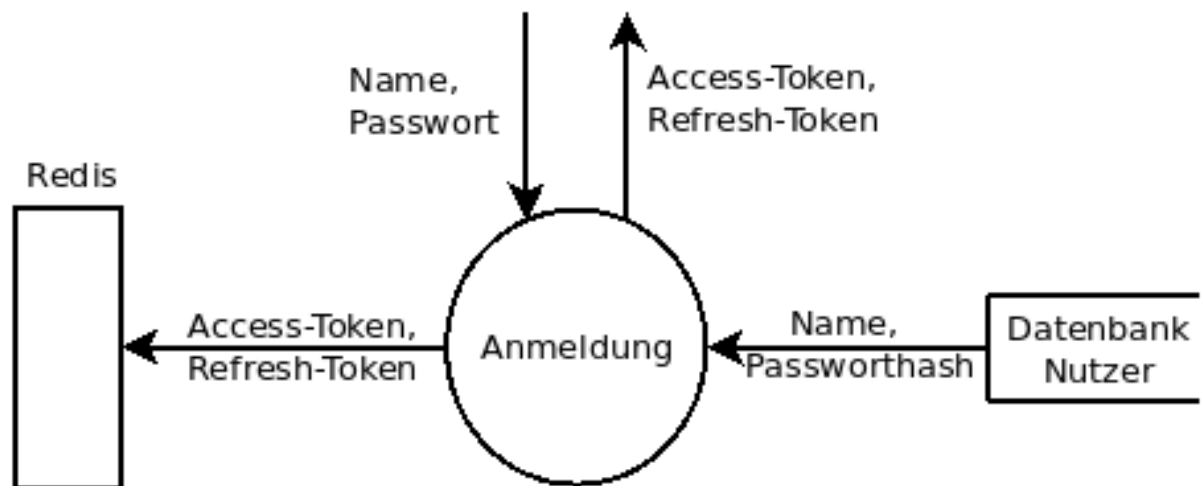 Name,
Passwort
Access-Token,
Refresh-Token
Redis
Access-Token,
Refresh-Token
Anmeldung
Name,
Passworthash
Datenbank
Nutzer